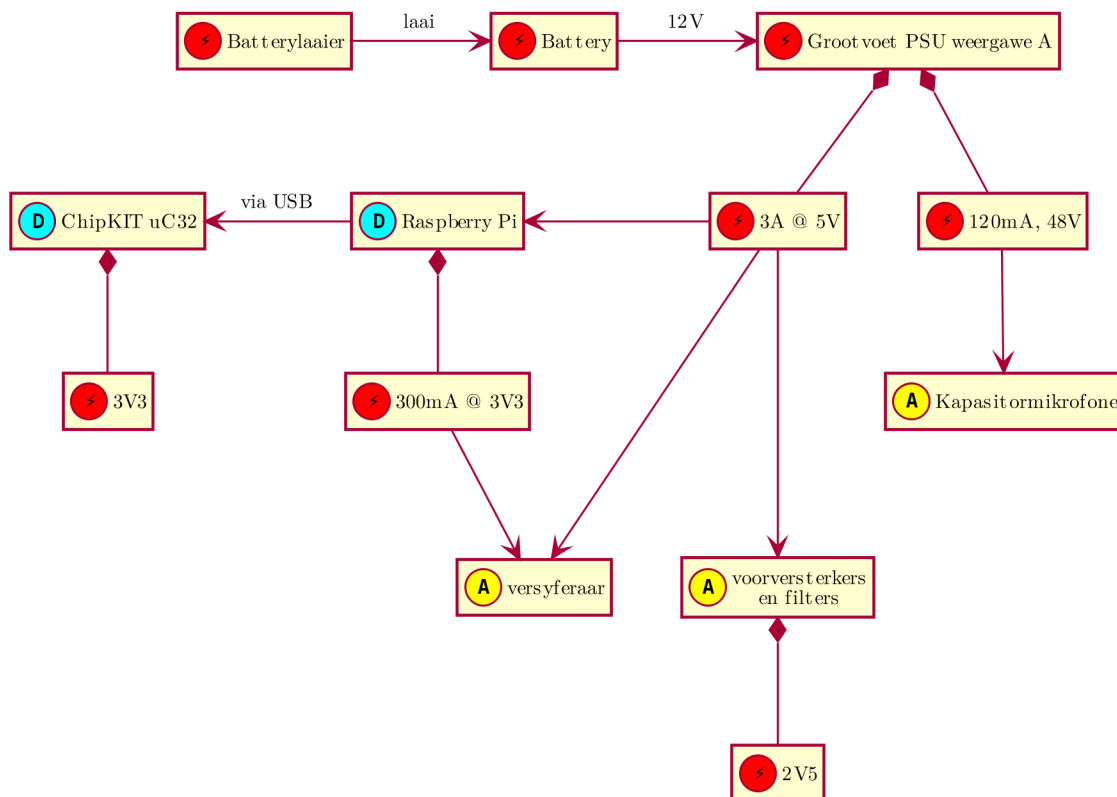 laai
12V
⚡ Batterylaaier
⚡ Battery
⚡ Grootvoet PSU weergawe A
via USB
D ChipKIT uC32
D Raspberry Pi
⚡ 3A @ 5V
⚡ 120mA, 48V
⚡ 3V3
⚡ 300mA @ 3V3
A Kapasitormikrofone
A versyferaar
A voorversterkers
en filters
⚡ 2V5